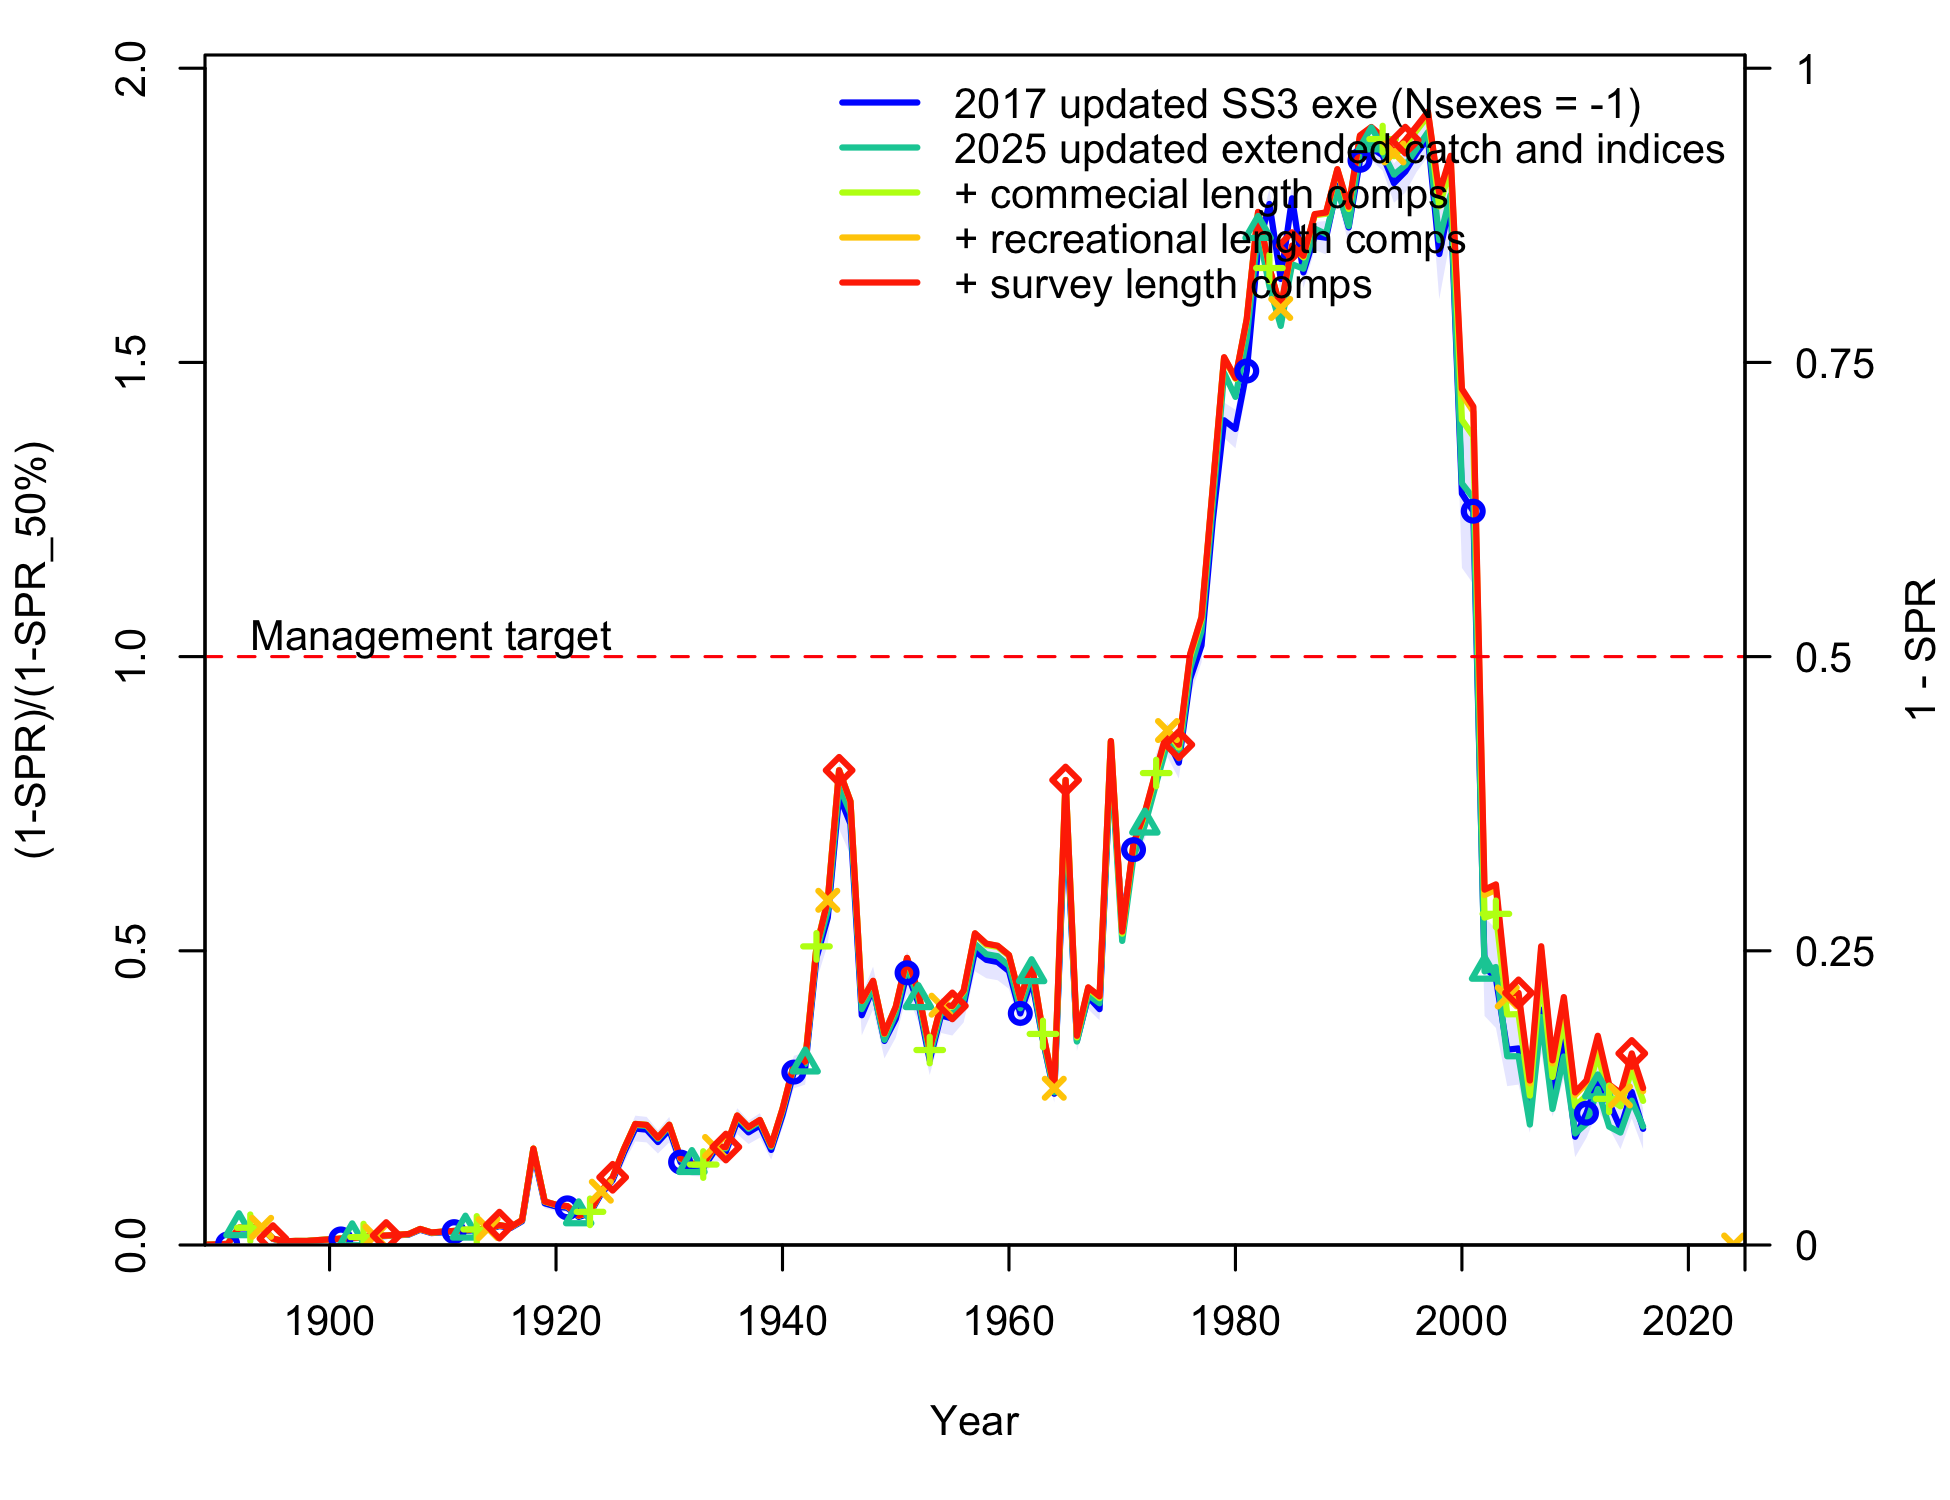 2017 updated SS3 exe (Nsexes = -1)
2025 updated extended catch and indices
+ commecial length comps
+ recreational length comps
+ survey length comps
Management target
(1-SPR)/(1-SPR_50%)
0.0
0.5
1.0
1.5
2.0
1 - SPR
0
0.25
0.5
0.75
1
1900
1920
1940
1960
1980
2000
2020
Year